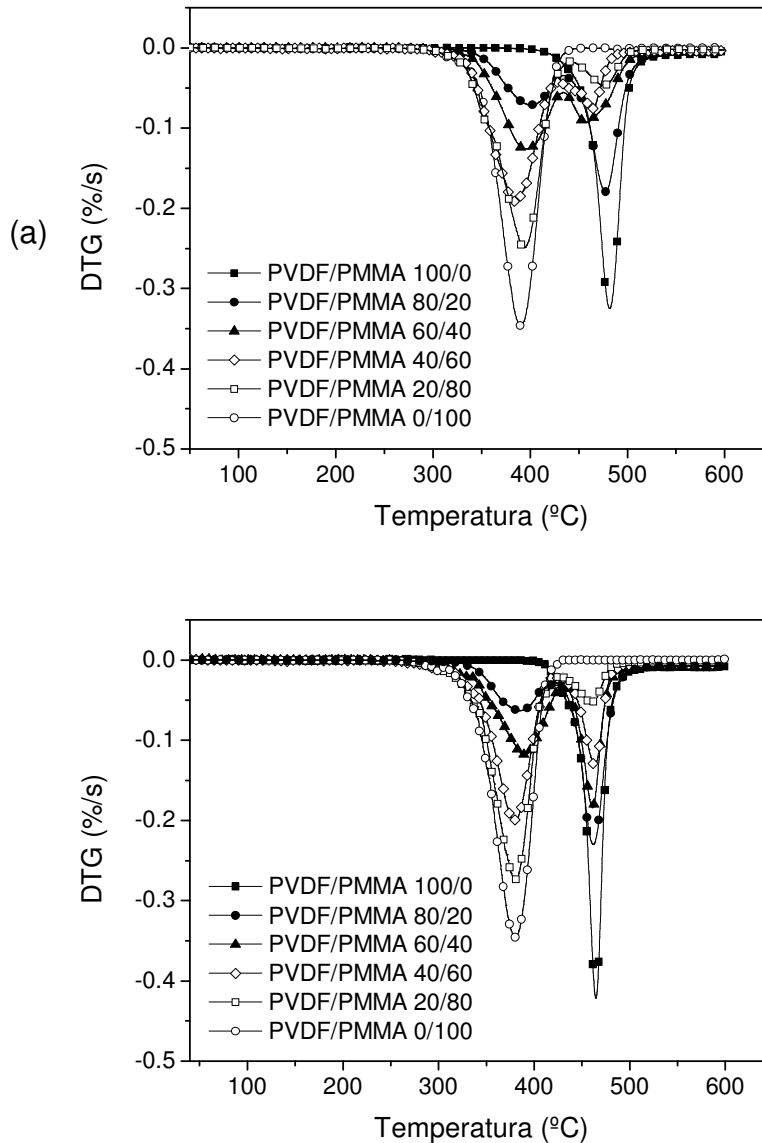 0.0
-0.1
-0.2
-0.3
-0.4
-0.5
DTG (%/s)
(a)
PVDF/PMMA 100/0
PVDF/PMMA 80/20
PVDF/PMMA 60/40
PVDF/PMMA 40/60
PVDF/PMMA 20/80
PVDF/PMMA 0/100
100 200 300 400 500 600
Temperatura (ºC)
0.0
-0.1
-0.2
-0.3
-0.4
-0.5
DTG (%/s)
PVDF/PMMA 100/0
PVDF/PMMA 80/20
PVDF/PMMA 60/40
PVDF/PMMA 40/60
PVDF/PMMA 20/80
PVDF/PMMA 0/100
100 200 300 400 500 600
Temperatura (ºC)